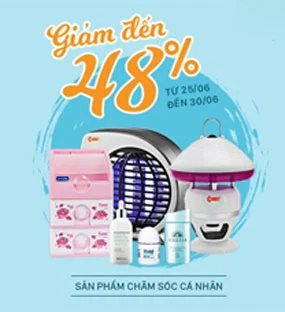 Giảm đến
48%
TỪ 25/06
ĐẾN 30/06
SẢN PHẨM CHĂM SÓC CÁ NHÂN